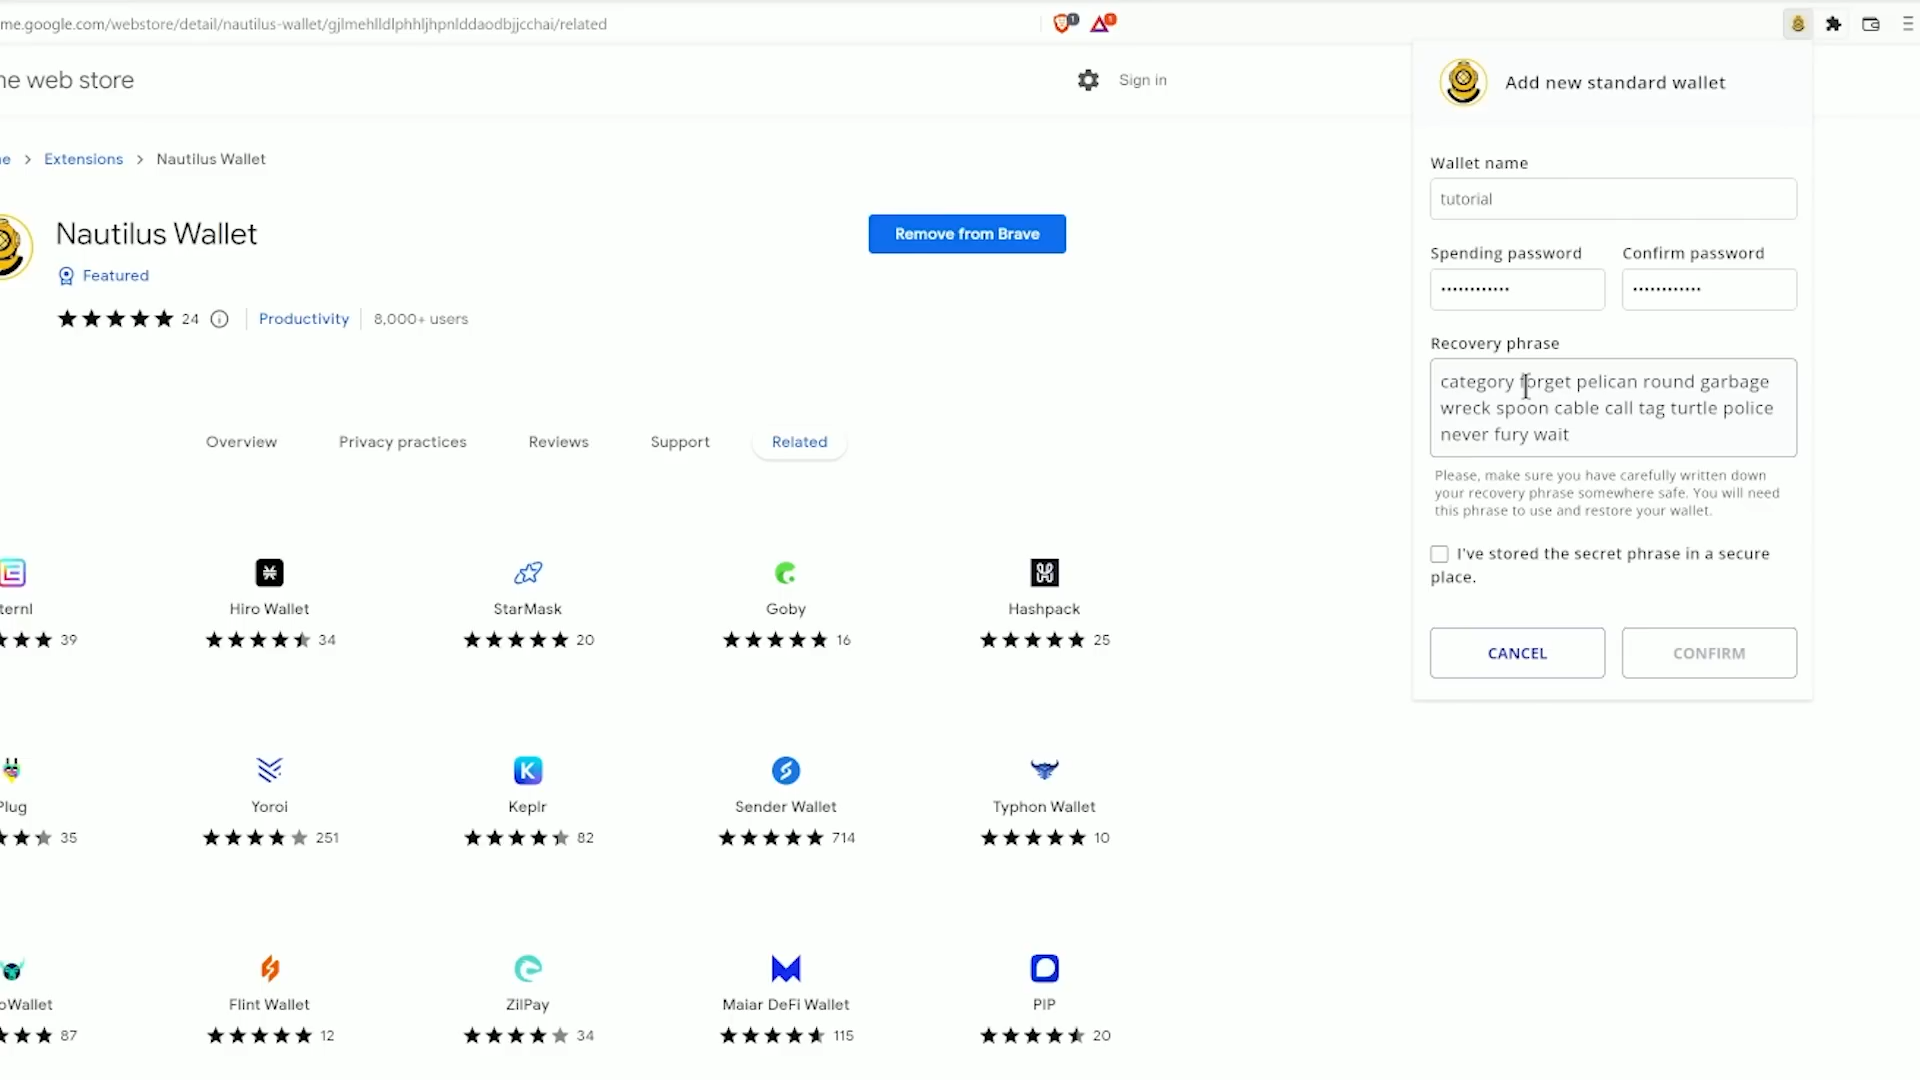 me.google.com/webstore/detail/nautilus-wallet/gjlmehlldlphhljhpnlddaodbjjcchai/related
1
1
ne web store
Sign in
e > Extensions > Nautilus Wallet
Nautilus Wallet
Remove from Brave
Featured
24 Productivity 8,000+ users
Overview Privacy practices Reviews Support Related
ternl Hiro Wallet StarMask Goby Hashpack
39 34 20 16 25
Plug Yoroi Keplr Sender Wallet Typhon Wallet
35 251 82 714 10
oWallet Flint Wallet ZilPay Maiar DeFi Wallet PIP
87 12 34 115 20
Add new standard wallet
Wallet name
tutorial
Spending password Confirm password
Recovery phrase
category forget pelican round garbage
wreck spoon cable call tag turtle police
never fury wait
Please, make sure you have carefully written down
your recovery phrase somewhere safe. You will need
this phrase to use and restore your wallet.
I've stored the secret phrase in a secure
place.
CANCEL CONFIRM